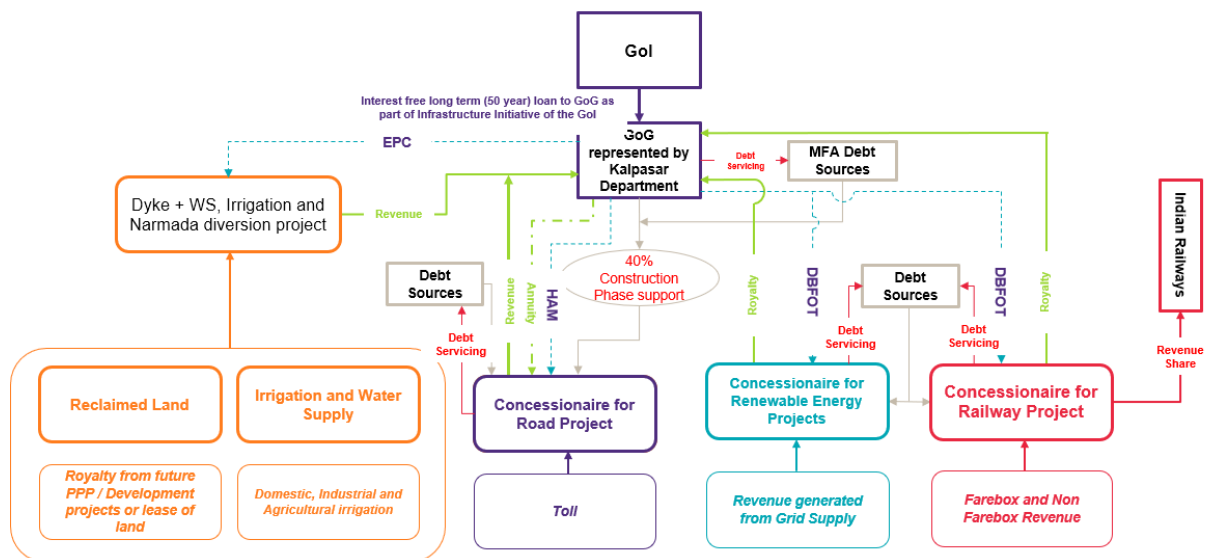 GoI
Interest free long term (50 year) loan to GoG as
part of Infrastructure Initiative of the GoI
EPC
GoG
represented by
Kalpasar
Department
Debt
Servicing
MFA Debt
Sources
Indian Railways
Dyke + WS, Irrigation and
Narmada diversion project
Revenue
40%
Construction
Phase support
Debt
Sources
Revenue
Annuity
HAM
Royalty
DBFOT
Debt
Sources
DBFOT
Royalty
Debt
Servicing
Debt
Servicing
Debt
Servicing
Revenue
Share
Reclaimed Land
Irrigation and Water
Supply
Concessionaire for
Road Project
Concessionaire for
Renewable Energy
Projects
Concessionaire for
Railway Project
Royalty from future
PPP / Development
projects or lease of
land
Domestic, Industrial and
Agricultural irrigation
Toll
Revenue generated
from Grid Supply
Farebox and Non
Farebox Revenue